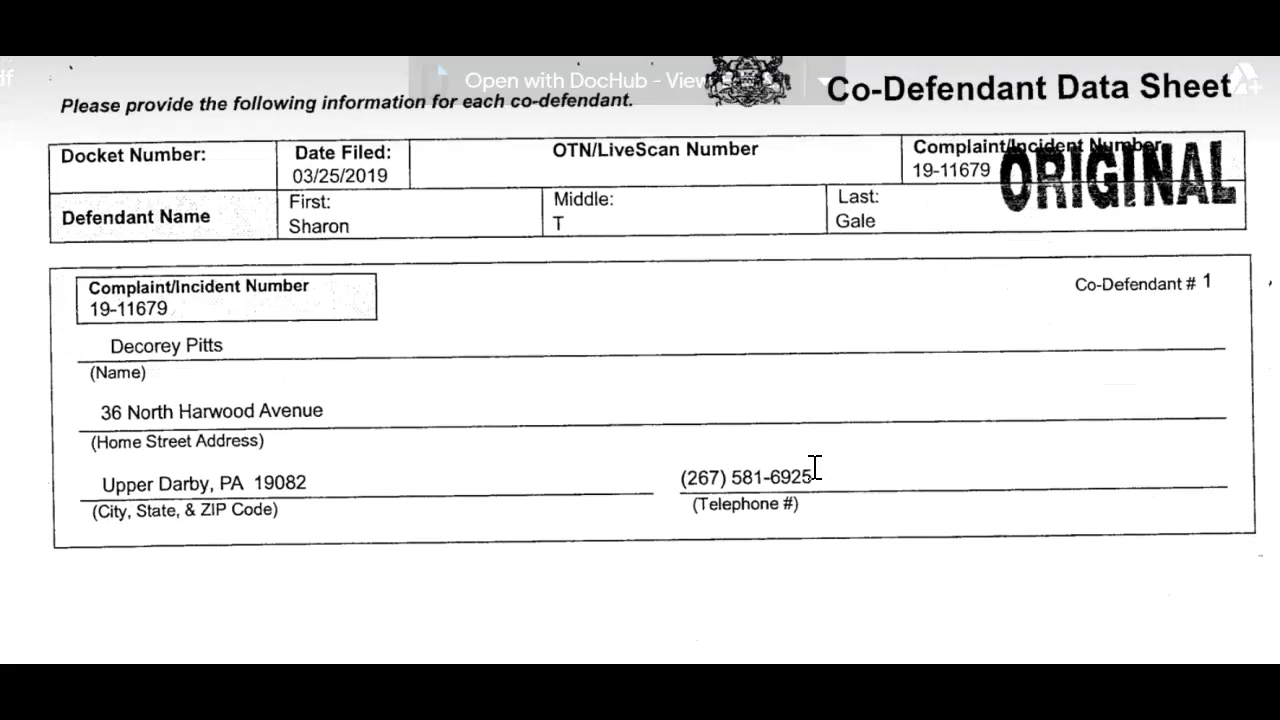 df
Open with DocHub - View
Co-Defendant Data Sheet
Please provide the following information for each co-defendant.
Docket Number:
Date Filed:
03/25/2019
OTN/LiveScan Number
Complaint/Incident Number
19-11679
ORIGINAL
Defendant Name
First:
Sharon
Middle:
T
Last:
Gale
Complaint/Incident Number
19-11679
Co-Defendant # 1
Decorey Pitts
(Name)
36 North Harwood Avenue
(Home Street Address)
Upper Darby, PA 19082
(267) 581-6925
(City, State, & ZIP Code)
(Telephone #)